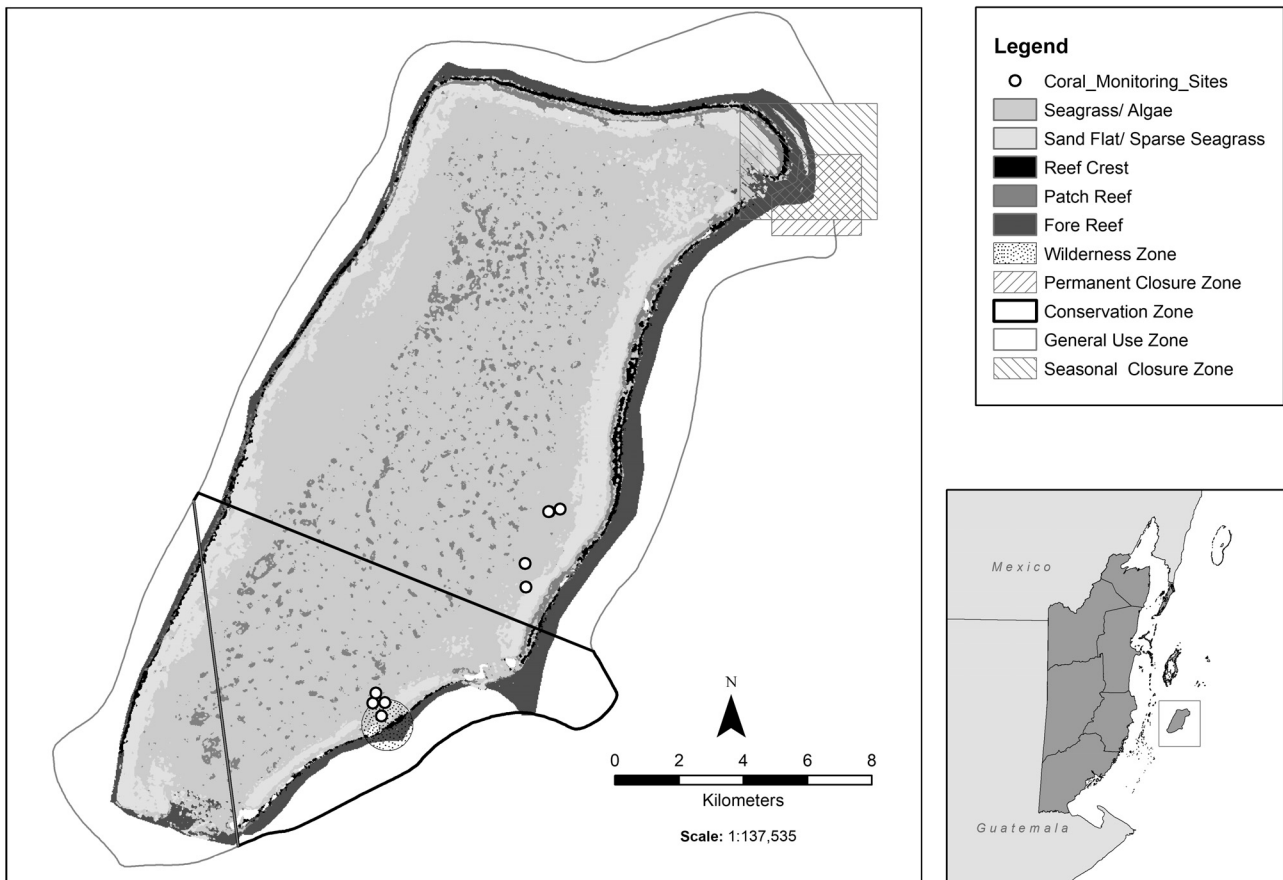 N
0 2 4 6 8
Kilometers
Scale: 1:137,535
Legend
Coral_Monitoring_Sites
Seagrass/ Algae
Sand Flat/ Sparse Seagrass
Reef Crest
Patch Reef
Fore Reef
Wilderness Zone
Permanent Closure Zone
Conservation Zone
General Use Zone
Seasonal Closure Zone
Mexico
Guatemala